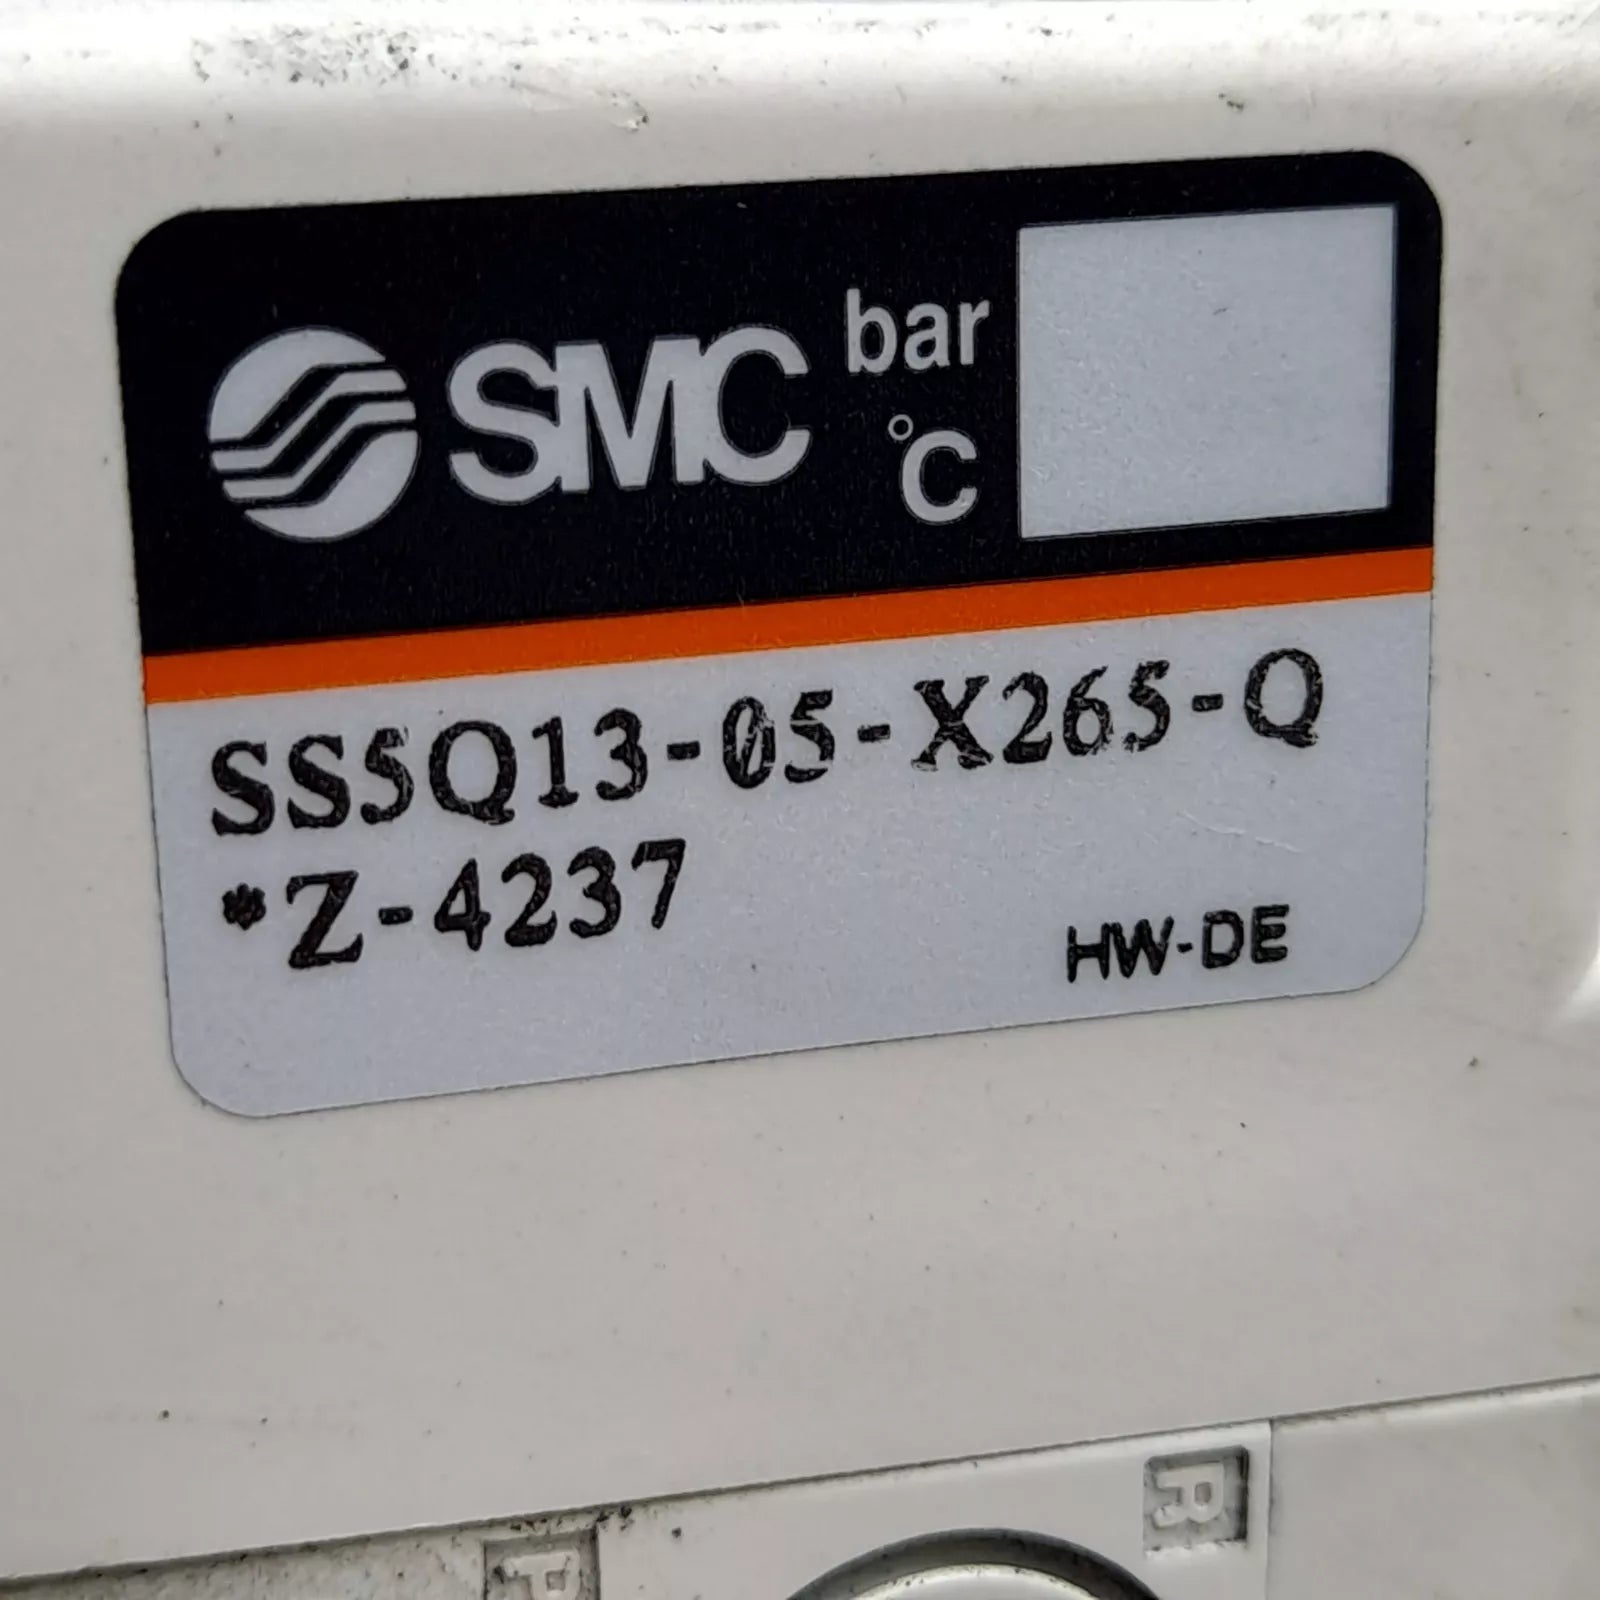 SMC
bar
°C
SS5Q13-05-X265-Q
*Z-4237
HW-DE
R
P